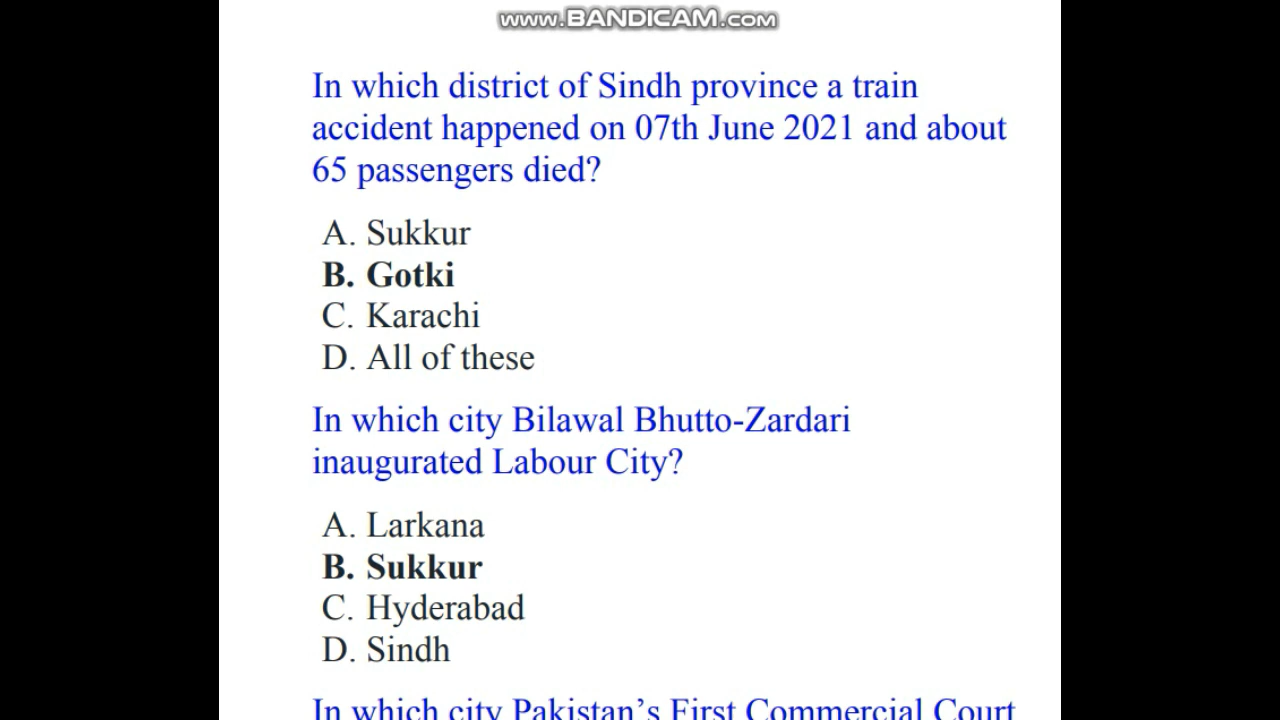 www.BANDICAM.com
In which district of Sindh province a train
accident happened on 07th June 2021 and about
65 passengers died?
A. Sukkur
B. Gotki
C. Karachi
D. All of these
In which city Bilawal Bhutto-Zardari
inaugurated Labour City?
A. Larkana
B. Sukkur
C. Hyderabad
D. Sindh
In which city Pakistan's First Commercial Court